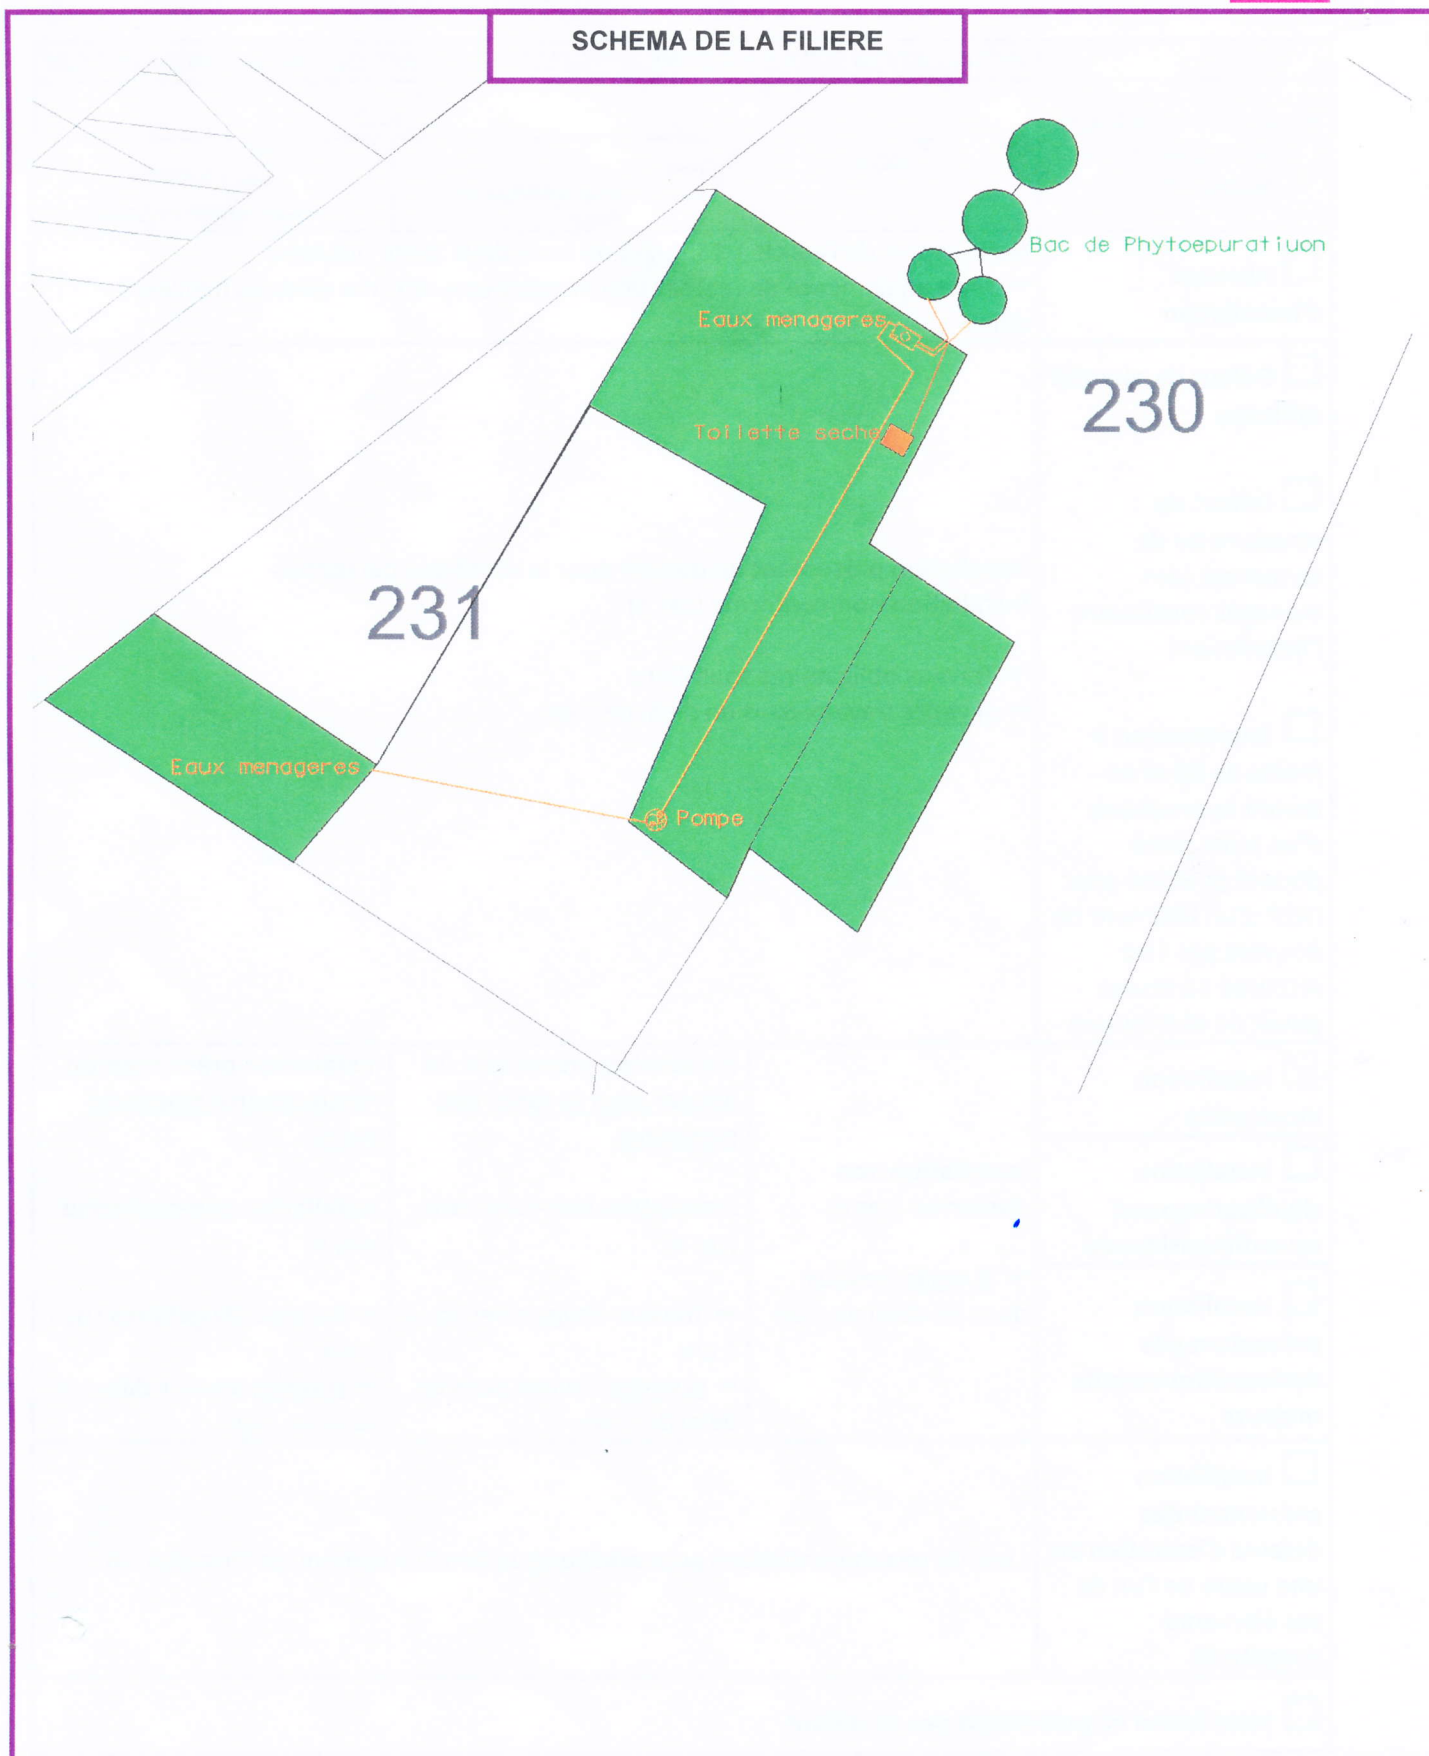 SCHEMA DE LA FILIERE
Bac de Phytoepuratiuon
Eaux menageres
230
Toilette seche
231
Eaux menageres
Pompe